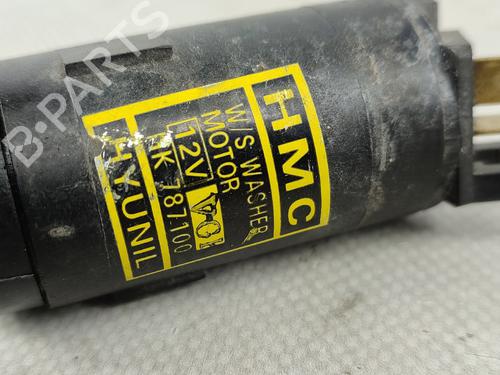 HMC
W/S WASHER
MOTOR
12V
787100
HYUNIL
B-PARTS